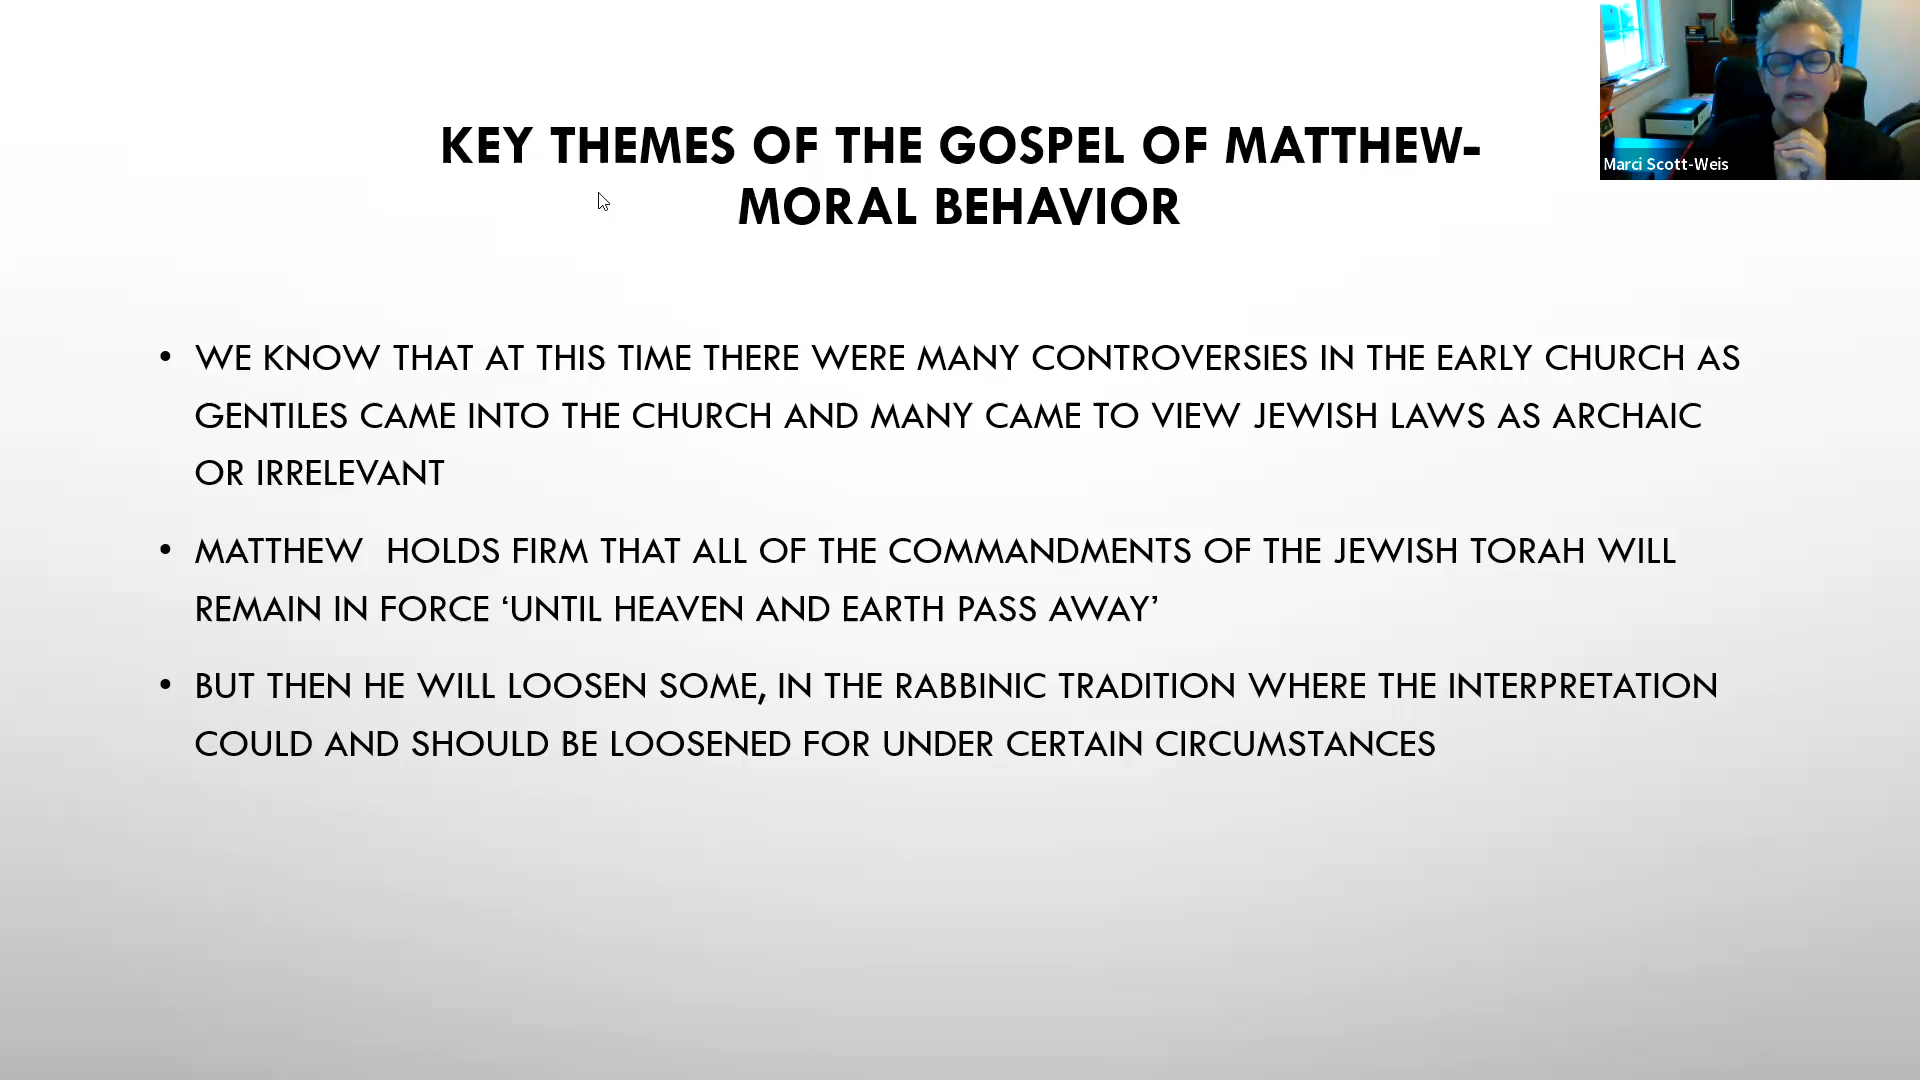 KEY THEMES OF THE GOSPEL OF MATTHEW-
MORAL BEHAVIOR
Marci Scott-Weis
• WE KNOW THAT AT THIS TIME THERE WERE MANY CONTROVERSIES IN THE EARLY CHURCH AS
GENTILES CAME INTO THE CHURCH AND MANY CAME TO VIEW JEWISH LAWS AS ARCHAIC
OR IRRELEVANT
• MATTHEW  HOLDS FIRM THAT ALL OF THE COMMANDMENTS OF THE JEWISH TORAH WILL
REMAIN IN FORCE ‘UNTIL HEAVEN AND EARTH PASS AWAY’
• BUT THEN HE WILL LOOSEN SOME, IN THE RABBINIC TRADITION WHERE THE INTERPRETATION
COULD AND SHOULD BE LOOSENED FOR UNDER CERTAIN CIRCUMSTANCES